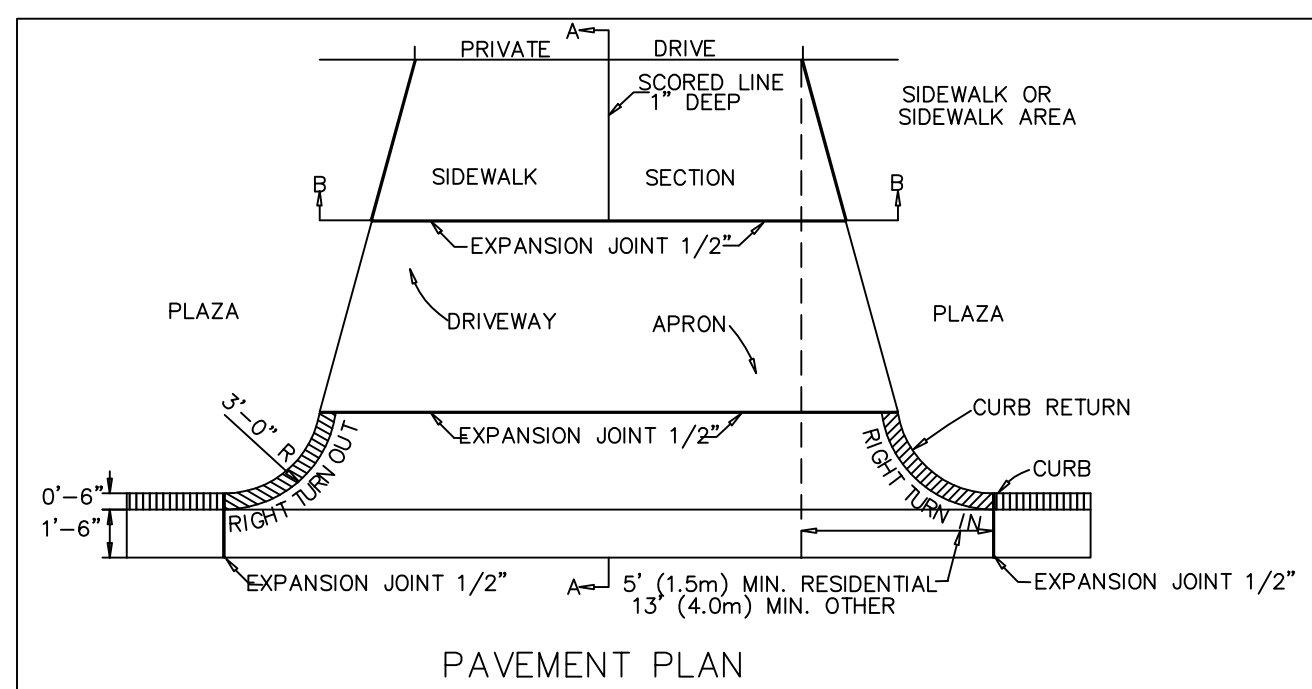 A
PRIVATE DRIVE
SCORED LINE
1" DEEP
SIDEWALK OR
SIDEWALK AREA
SIDEWALK SECTION
B
B
EXPANSION JOINT 1/2"
PLAZA
DRIVEWAY
APRON
PLAZA
3'-0" R
EXPANSION JOINT 1/2"
CURB RETURN
RIGHT TURN OUT
RIGHT TURN IN
CURB
0'-6"
1'-6"
EXPANSION JOINT 1/2"
A
5' (1.5m) MIN. RESIDENTIAL
13' (4.0m) MIN. OTHER
EXPANSION JOINT 1/2"
PAVEMENT PLAN